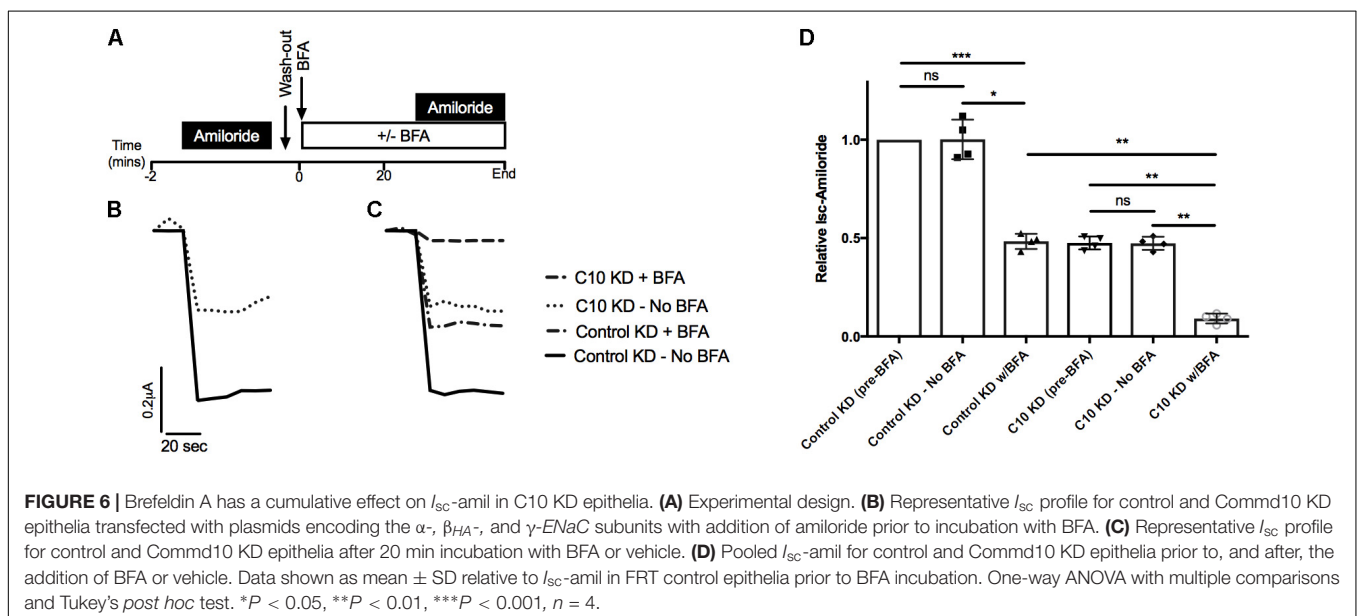 A
Wash-out
BFA
Amiloride
Amiloride
+/- BFA
Time
(mins)
-2
0
20
End
B
C
0.2µA
20 sec
C10 KD + BFA
C10 KD - No BFA
Control KD + BFA
Control KD - No BFA
D
***
ns
*
**
**
ns
**
Relative Isc-Amiloride
1.0
0.5
0.0
Control KD (pre-BFA)
Control KD - No BFA
Control KD w/BFA
C10 KD (pre-BFA)
C10 KD - No BFA
C10 KD w/BFA
FIGURE 6 | Brefeldin A has a cumulative effect on Isc-amil in C10 KD epithelia. (A) Experimental design. (B) Representative Isc profile for control and Commd10 KD
epithelia transfected with plasmids encoding the α-, βHA-, and γ-ENaC subunits with addition of amiloride prior to incubation with BFA. (C) Representative Isc profile
for control and Commd10 KD epithelia after 20 min incubation with BFA or vehicle. (D) Pooled Isc-amil for control and Commd10 KD epithelia prior to, and after, the
addition of BFA or vehicle. Data shown as mean ± SD relative to Isc-amil in FRT control epithelia prior to BFA incubation. One-way ANOVA with multiple comparisons
and Tukey's post hoc test. *P < 0.05, **P < 0.01, ***P < 0.001, n = 4.